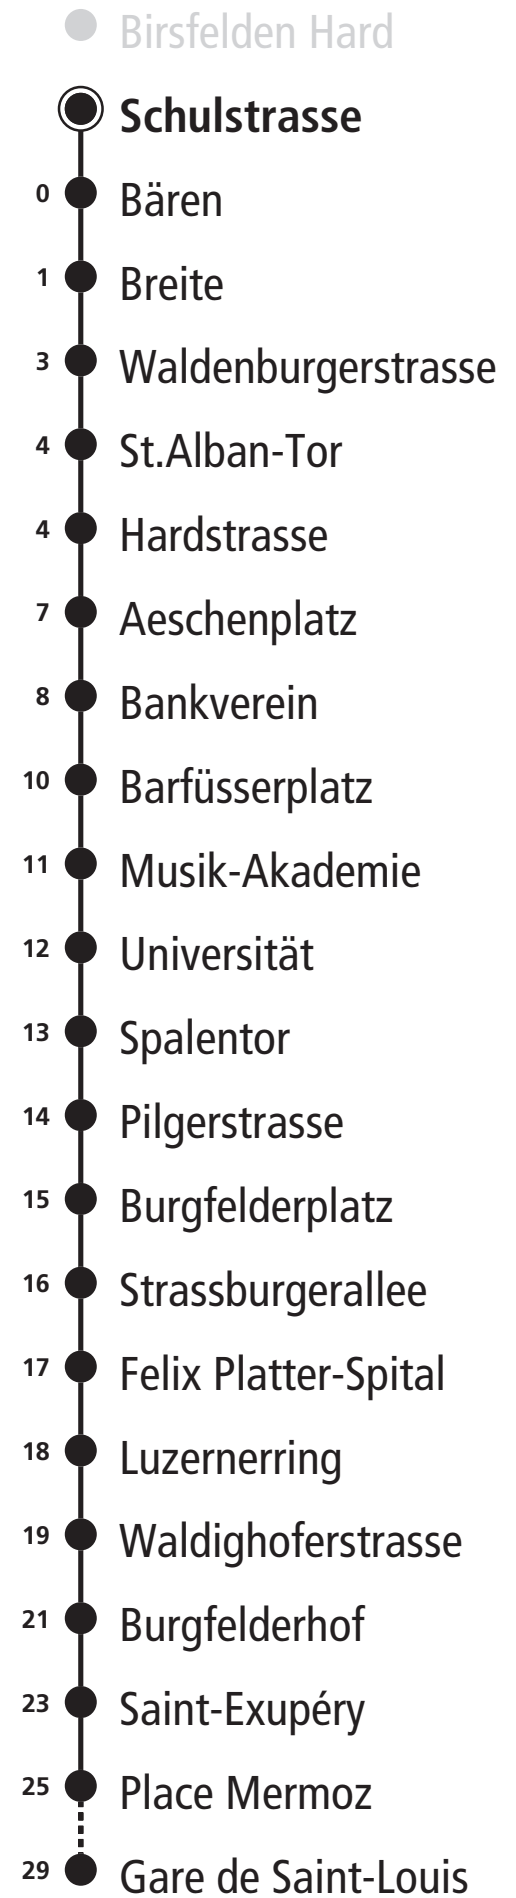 Birsfelden Hard
Schulstrasse
0 Bären
1 Breite
3 Waldenburgerstrasse
4 St.Alban-Tor
4 Hardstrasse
7 Aeschenplatz
8 Bankverein
10 Barfüsserplatz
11 Musik-Akademie
12 Universität
13 Spalentor
14 Pilgerstrasse
15 Burgfelderplatz
16 Strassburgerallee
17 Felix Platter-Spital
18 Luzernerring
19 Waldighoferstrasse
21 Burgfelderhof
23 Saint-Exupéry
25 Place Mermoz
29 Gare de Saint-Louis